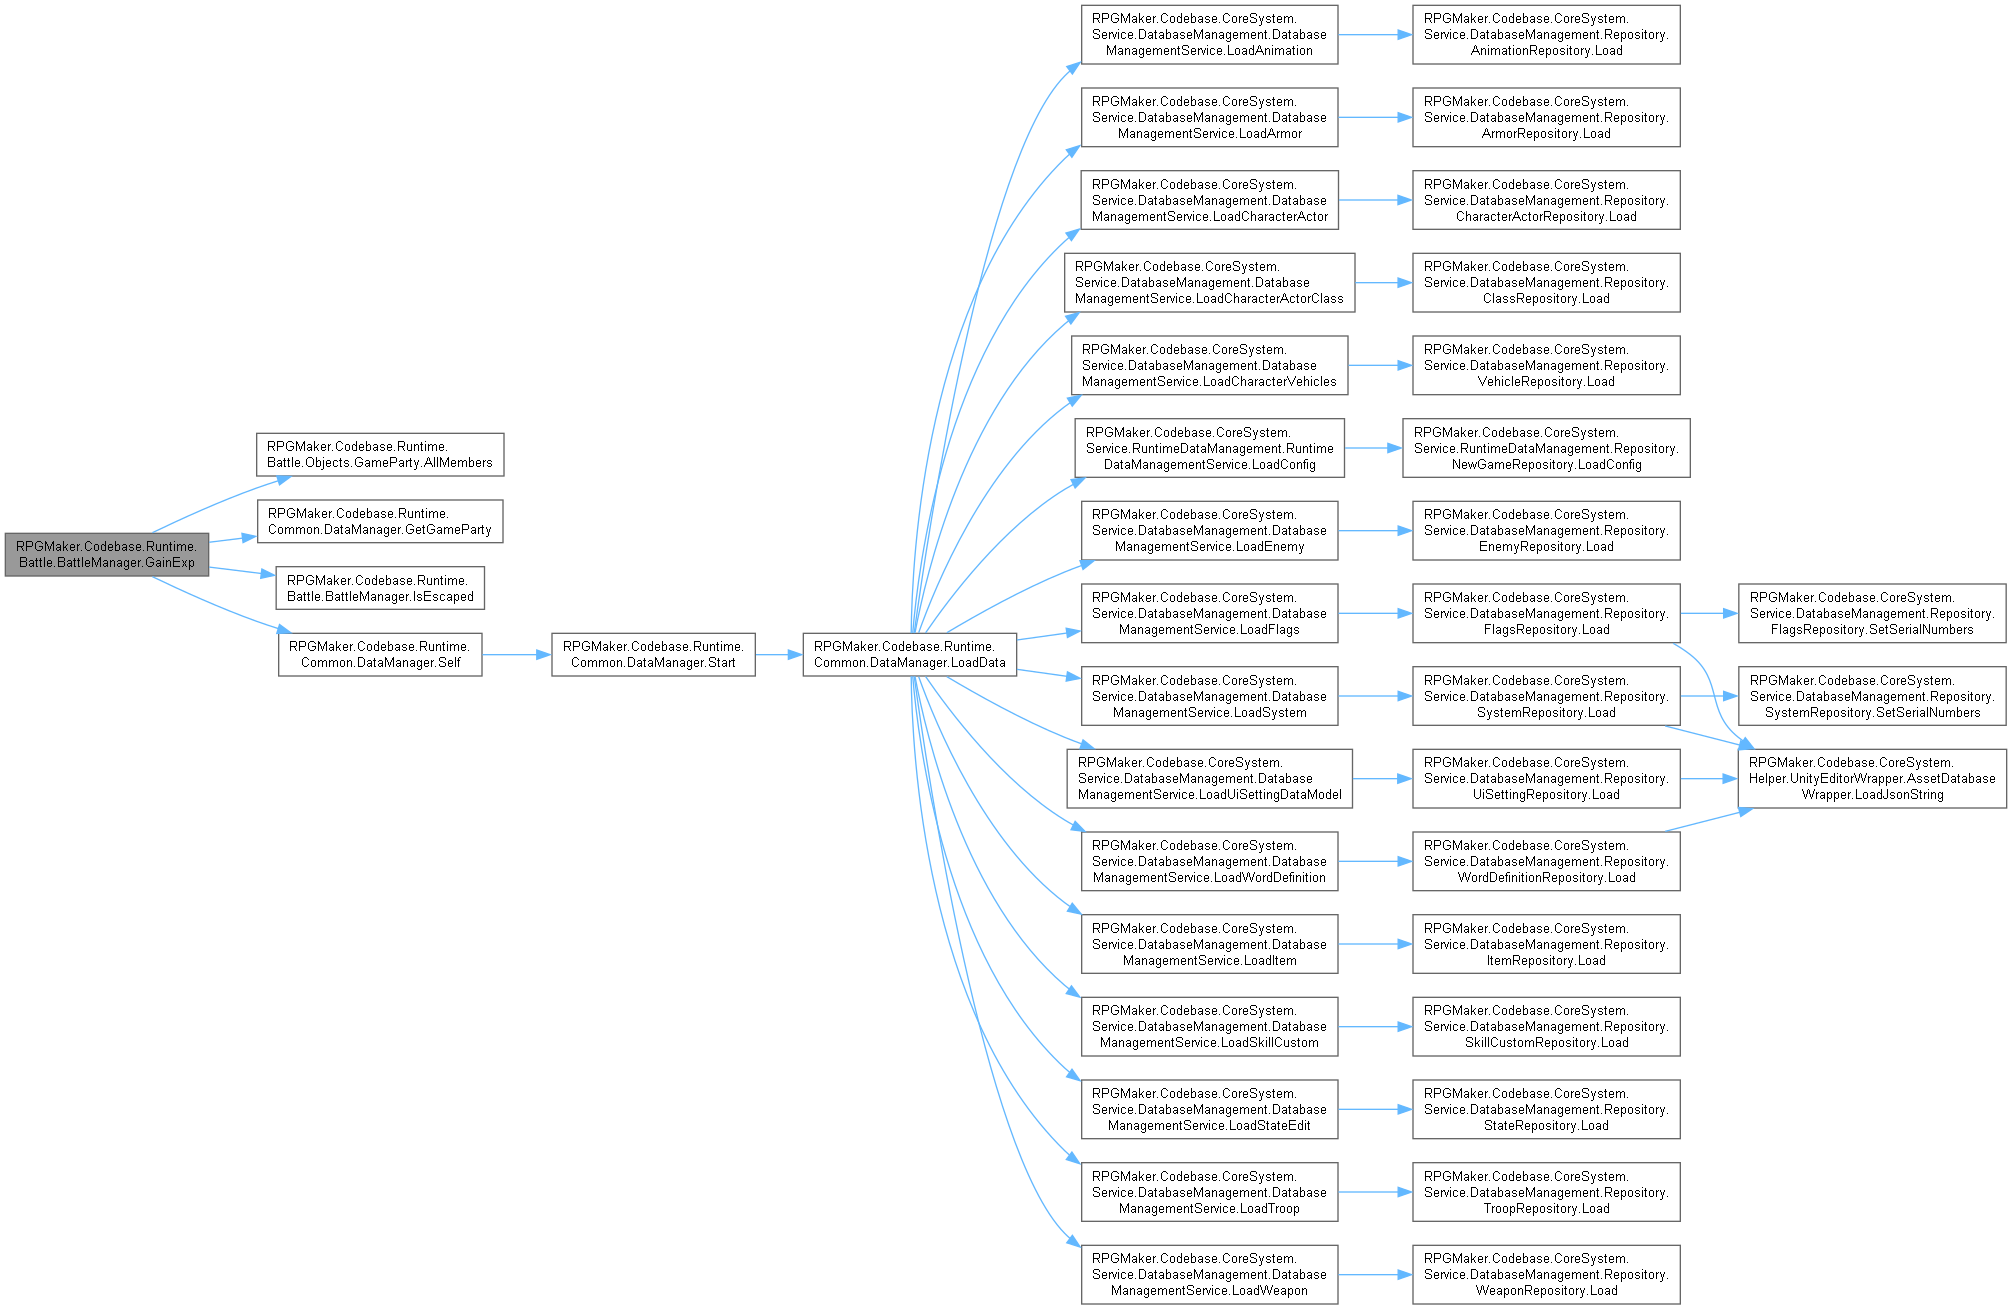 RPGMaker.Codebase.Runtime.
Battle.BattleManager.GainExp
RPGMaker.Codebase.Runtime.
Battle.Objects.GameParty.AllMembers
RPGMaker.Codebase.Runtime.
Common.DataManager.GetGameParty
RPGMaker.Codebase.Runtime.
Battle.BattleManager.IsEscaped
RPGMaker.Codebase.Runtime.
Common.DataManager.Self
RPGMaker.Codebase.Runtime.
Common.DataManager.Start
RPGMaker.Codebase.Runtime.
Common.DataManager.LoadData
RPGMaker.Codebase.CoreSystem.
Service.DatabaseManagement.Database
ManagementService.LoadAnimation
RPGMaker.Codebase.CoreSystem.
Service.DatabaseManagement.Repository.
AnimationRepository.Load
RPGMaker.Codebase.CoreSystem.
Service.DatabaseManagement.Database
ManagementService.LoadArmor
RPGMaker.Codebase.CoreSystem.
Service.DatabaseManagement.Repository.
ArmorRepository.Load
RPGMaker.Codebase.CoreSystem.
Service.DatabaseManagement.Database
ManagementService.LoadCharacterActor
RPGMaker.Codebase.CoreSystem.
Service.DatabaseManagement.Repository.
CharacterActorRepository.Load
RPGMaker.Codebase.CoreSystem.
Service.DatabaseManagement.Database
ManagementService.LoadCharacterActorClass
RPGMaker.Codebase.CoreSystem.
Service.DatabaseManagement.Repository.
ClassRepository.Load
RPGMaker.Codebase.CoreSystem.
Service.DatabaseManagement.Database
ManagementService.LoadCharacterVehicles
RPGMaker.Codebase.CoreSystem.
Service.DatabaseManagement.Repository.
VehicleRepository.Load
RPGMaker.Codebase.CoreSystem.
Service.RuntimeDataManagement.Runtime
DataManagementService.LoadConfig
RPGMaker.Codebase.CoreSystem.
Service.RuntimeDataManagement.Repository.
NewGameRepository.LoadConfig
RPGMaker.Codebase.CoreSystem.
Service.DatabaseManagement.Database
ManagementService.LoadEnemy
RPGMaker.Codebase.CoreSystem.
Service.DatabaseManagement.Repository.
EnemyRepository.Load
RPGMaker.Codebase.CoreSystem.
Service.DatabaseManagement.Database
ManagementService.LoadFlags
RPGMaker.Codebase.CoreSystem.
Service.DatabaseManagement.Repository.
FlagsRepository.Load
RPGMaker.Codebase.CoreSystem.
Service.DatabaseManagement.Repository.
FlagsRepository.SetSerialNumbers
RPGMaker.Codebase.CoreSystem.
Service.DatabaseManagement.Database
ManagementService.LoadSystem
RPGMaker.Codebase.CoreSystem.
Service.DatabaseManagement.Repository.
SystemRepository.Load
RPGMaker.Codebase.CoreSystem.
Service.DatabaseManagement.Repository.
SystemRepository.SetSerialNumbers
RPGMaker.Codebase.CoreSystem.
Service.DatabaseManagement.Database
ManagementService.LoadUiSettingDataModel
RPGMaker.Codebase.CoreSystem.
Service.DatabaseManagement.Repository.
UiSettingRepository.Load
RPGMaker.Codebase.CoreSystem.
Helper.UnityEditorWrapper.AssetDatabase
Wrapper.LoadJsonString
RPGMaker.Codebase.CoreSystem.
Service.DatabaseManagement.Database
ManagementService.LoadWordDefinition
RPGMaker.Codebase.CoreSystem.
Service.DatabaseManagement.Repository.
WordDefinitionRepository.Load
RPGMaker.Codebase.CoreSystem.
Service.DatabaseManagement.Database
ManagementService.LoadItem
RPGMaker.Codebase.CoreSystem.
Service.DatabaseManagement.Repository.
ItemRepository.Load
RPGMaker.Codebase.CoreSystem.
Service.DatabaseManagement.Database
ManagementService.LoadSkillCustom
RPGMaker.Codebase.CoreSystem.
Service.DatabaseManagement.Repository.
SkillCustomRepository.Load
RPGMaker.Codebase.CoreSystem.
Service.DatabaseManagement.Database
ManagementService.LoadStateEdit
RPGMaker.Codebase.CoreSystem.
Service.DatabaseManagement.Repository.
StateRepository.Load
RPGMaker.Codebase.CoreSystem.
Service.DatabaseManagement.Database
ManagementService.LoadTroop
RPGMaker.Codebase.CoreSystem.
Service.DatabaseManagement.Repository.
TroopRepository.Load
RPGMaker.Codebase.CoreSystem.
Service.DatabaseManagement.Database
ManagementService.LoadWeapon
RPGMaker.Codebase.CoreSystem.
Service.DatabaseManagement.Repository.
WeaponRepository.Load